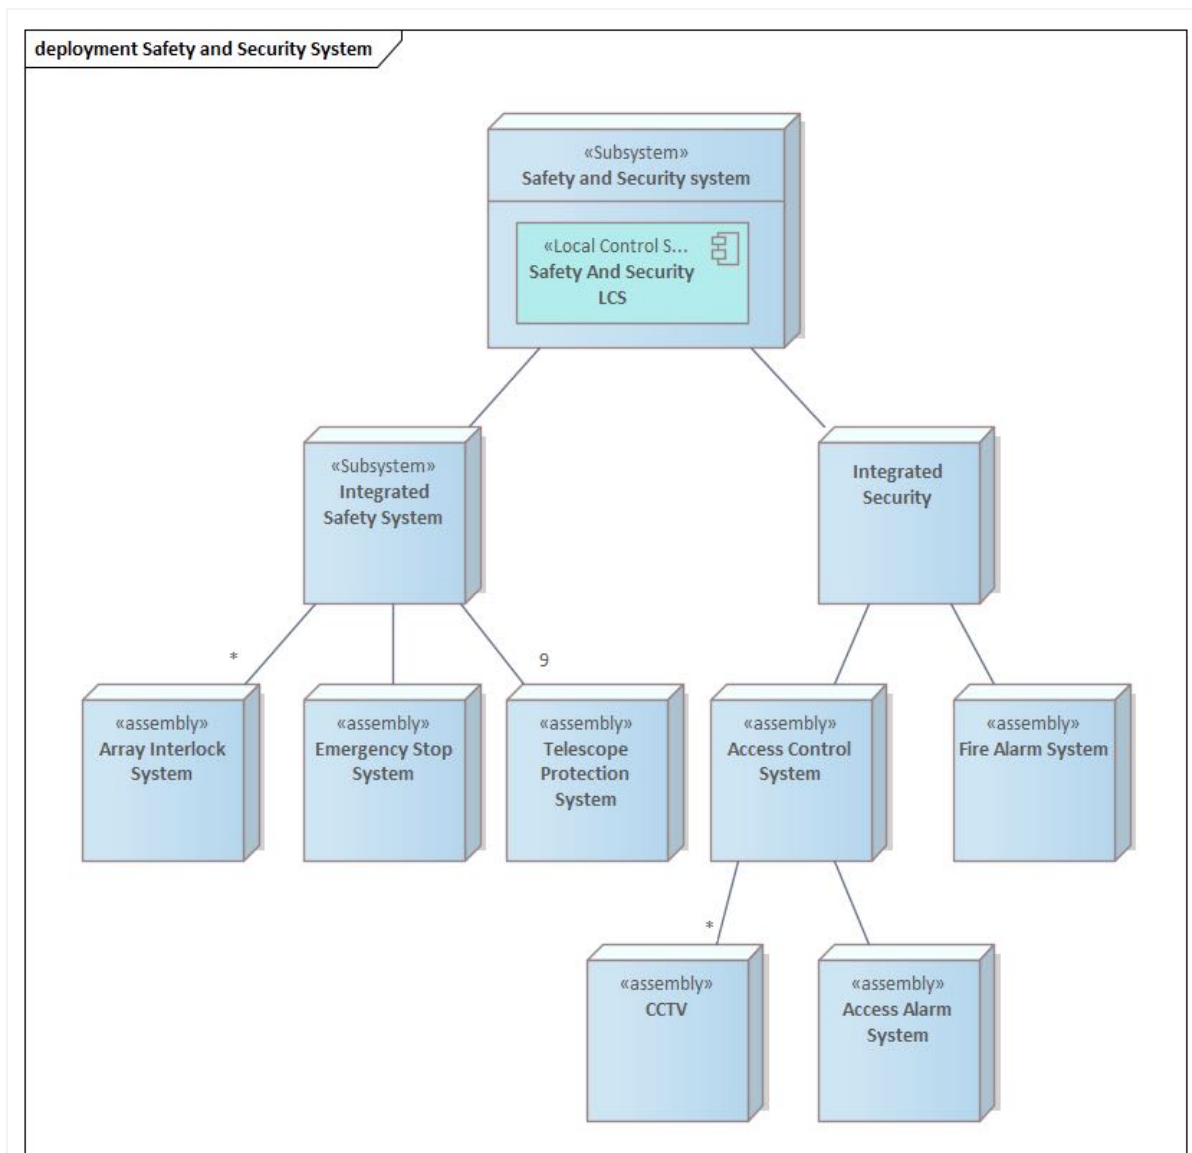 deployment Safety and Security System
«Subsystem»
Safety and Security system
«Local Control S...
Safety And Security
LCS
«Subsystem»
Integrated
Safety System
Integrated
Security
*
9
«assembly»
Array Interlock
System
«assembly»
Emergency Stop
System
«assembly»
Telescope
Protection
System
«assembly»
Access Control
System
«assembly»
Fire Alarm System
*
«assembly»
CCTV
«assembly»
Access Alarm
System